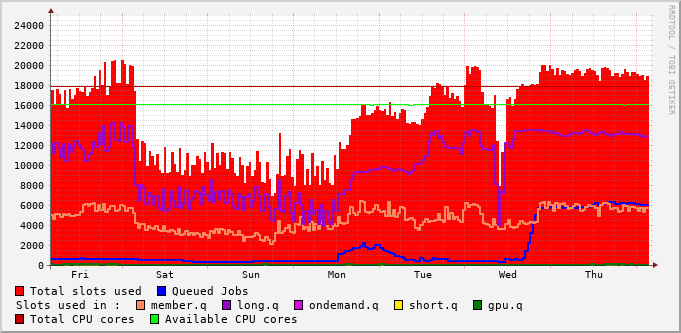 RRDTOOL / TOBI OETIKER
24000
22000
20000
18000
16000
14000
12000
10000
8000
6000
4000
2000
0
Fri Sat Sun Mon Tue Wed Thu
Total slots used Queued Jobs
Slots used in : member.q long.q ondemand.q short.q gpu.q
Total CPU cores Available CPU cores